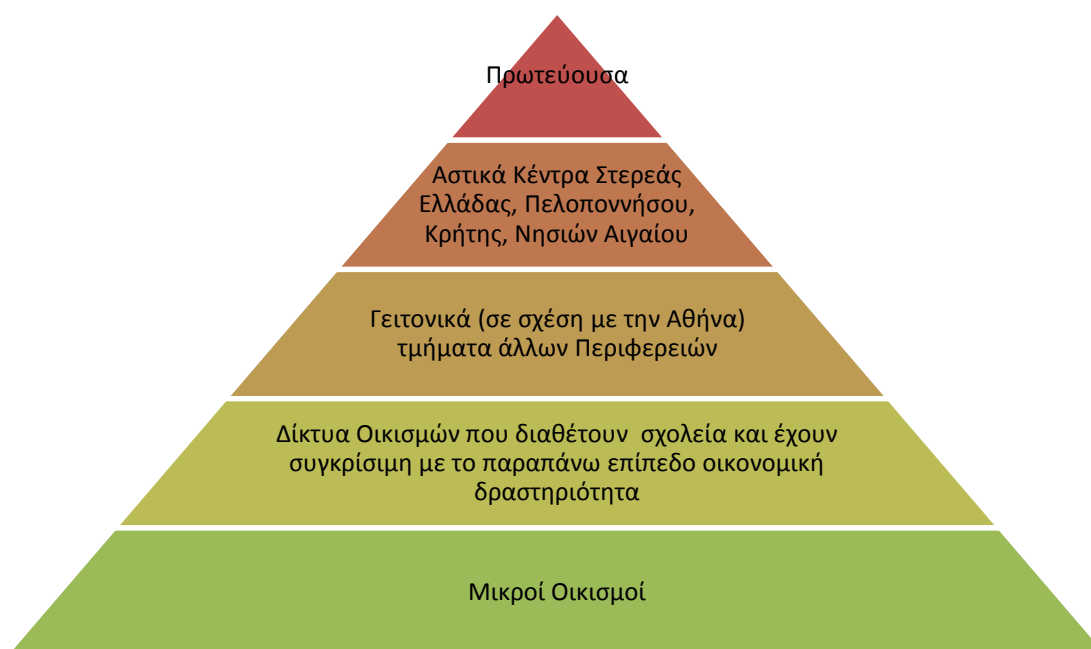 Πρωτεύουσα
Αστικά Κέντρα Στερεάς
Ελλάδας, Πελοποννήσου,
Κρήτης, Νησιών Αιγαίου
Γειτονικά (σε σχέση με την Αθήνα)
τμήματα άλλων Περιφερειών
Δίκτυα Οικισμών που διαθέτουν  σχολεία και έχουν
συγκρίσιμη με το παραπάνω επίπεδο οικονομική
δραστηριότητα
Μικροί Οικισμοί